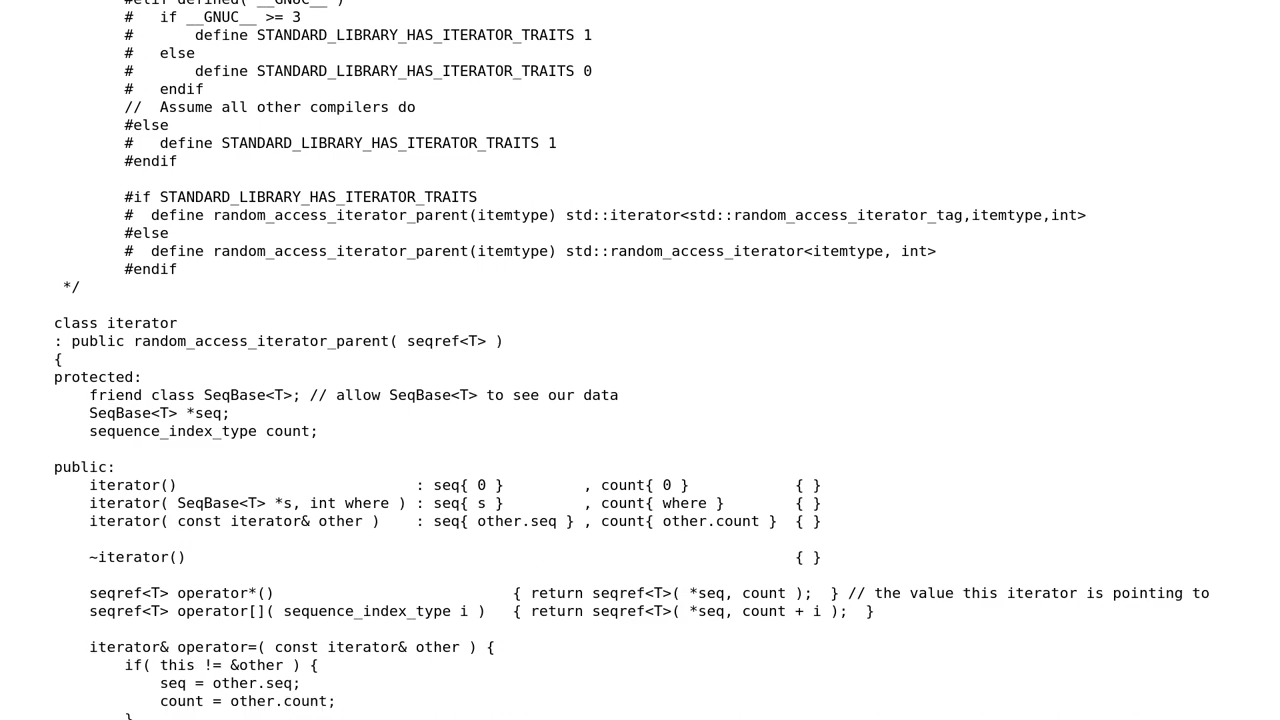 #elif defined( __GNUC__ )
#   if __GNUC__ >= 3
#       define STANDARD_LIBRARY_HAS_ITERATOR_TRAITS 1
#   else
#       define STANDARD_LIBRARY_HAS_ITERATOR_TRAITS 0
#   endif
//  Assume all other compilers do
#else
#   define STANDARD_LIBRARY_HAS_ITERATOR_TRAITS 1
#endif

#if STANDARD_LIBRARY_HAS_ITERATOR_TRAITS
#  define random_access_iterator_parent(itemtype) std::iterator<std::random_access_iterator_tag,itemtype,int>
#else
#  define random_access_iterator_parent(itemtype) std::random_access_iterator<itemtype, int>
#endif
*/

class iterator
: public random_access_iterator_parent( seqref<T> )
{
protected:
    friend class SeqBase<T>; // allow SeqBase<T> to see our data
    SeqBase<T> *seq;
    sequence_index_type count;

public:
    iterator()                           : seq{ 0 }         , count{ 0 }            { }
    iterator( SeqBase<T> *s, int where ) : seq{ s }         , count{ where }        { }
    iterator( const iterator& other )    : seq{ other.seq } , count{ other.count }  { }

    ~iterator()                                                                     { }

    seqref<T> operator*()                           { return seqref<T>( *seq, count );  } // the value this iterator is pointing to
    seqref<T> operator[]( sequence_index_type i )   { return seqref<T>( *seq, count + i );  }

    iterator& operator=( const iterator& other ) {
        if( this != &other ) {
            seq = other.seq;
            count = other.count;
        }